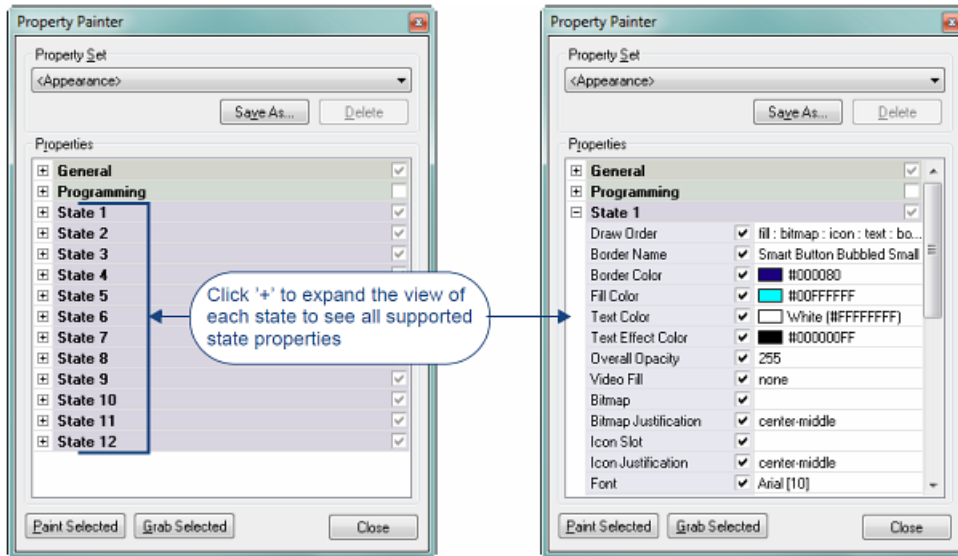 Property Painter
Property Set
<Appearance>
Save As...
Delete
Properties
General
Programming
State 1
State 2
State 3
State 4
State 5
State 6
State 7
State 8
State 9
State 10
State 11
State 12
Paint Selected
Grab Selected
Close
Click '+' to expand the view of
each state to see all supported
state properties
Property Painter
Property Set
<Appearance>
Save As...
Delete
Properties
General
Programming
State 1
Draw Order fill : bitmap : icon : text : bo...
Border Name Smart Button Bubbled Small
Border Color #000080
Fill Color #00FFFFFF
Text Color White (#FFFFFFFF)
Text Effect Color #000000FF
Overall Opacity 255
Video Fill none
Bitmap
Bitmap Justification center-middle
Icon Slot
Icon Justification center-middle
Font Arial [10]
Paint Selected
Grab Selected
Close